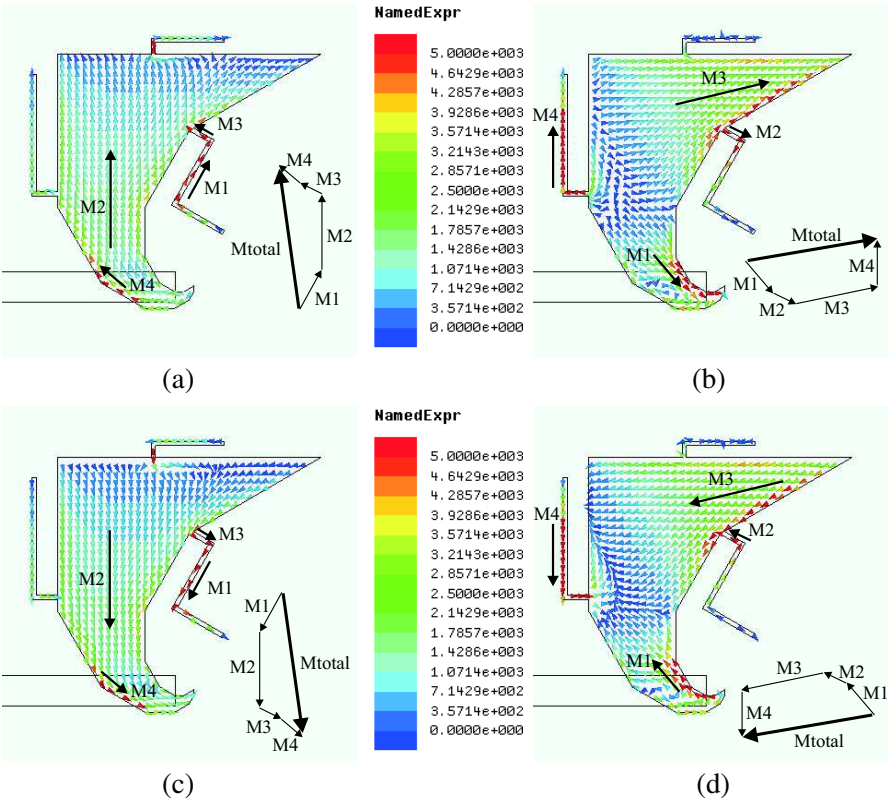 NamedExpr
5.0000e+003
4.6429e+003
4.2857e+003
3.9286e+003
3.5714e+003
3.2143e+003
2.8571e+003
2.5000e+003
2.1429e+003
1.7857e+003
1.4286e+003
1.0714e+003
7.1429e+002
3.5714e+002
0.0000e+000
M3
M1
M2
M4
M4
M3
M2
M1
Mtotal
(a)
M3
M4
M2
M1
Mtotal
M1
M2
M3
M4
(b)
NamedExpr
5.0000e+003
4.6429e+003
4.2857e+003
3.9286e+003
3.5714e+003
3.2143e+003
2.8571e+003
2.5000e+003
2.1429e+003
1.7857e+003
1.4286e+003
1.0714e+003
7.1429e+002
3.5714e+002
0.0000e+000
M3
M2
M1
M4
M1
M2
M3
M4
Mtotal
(c)
M3
M4
M2
M1
M3
M2
M1
M4
Mtotal
(d)